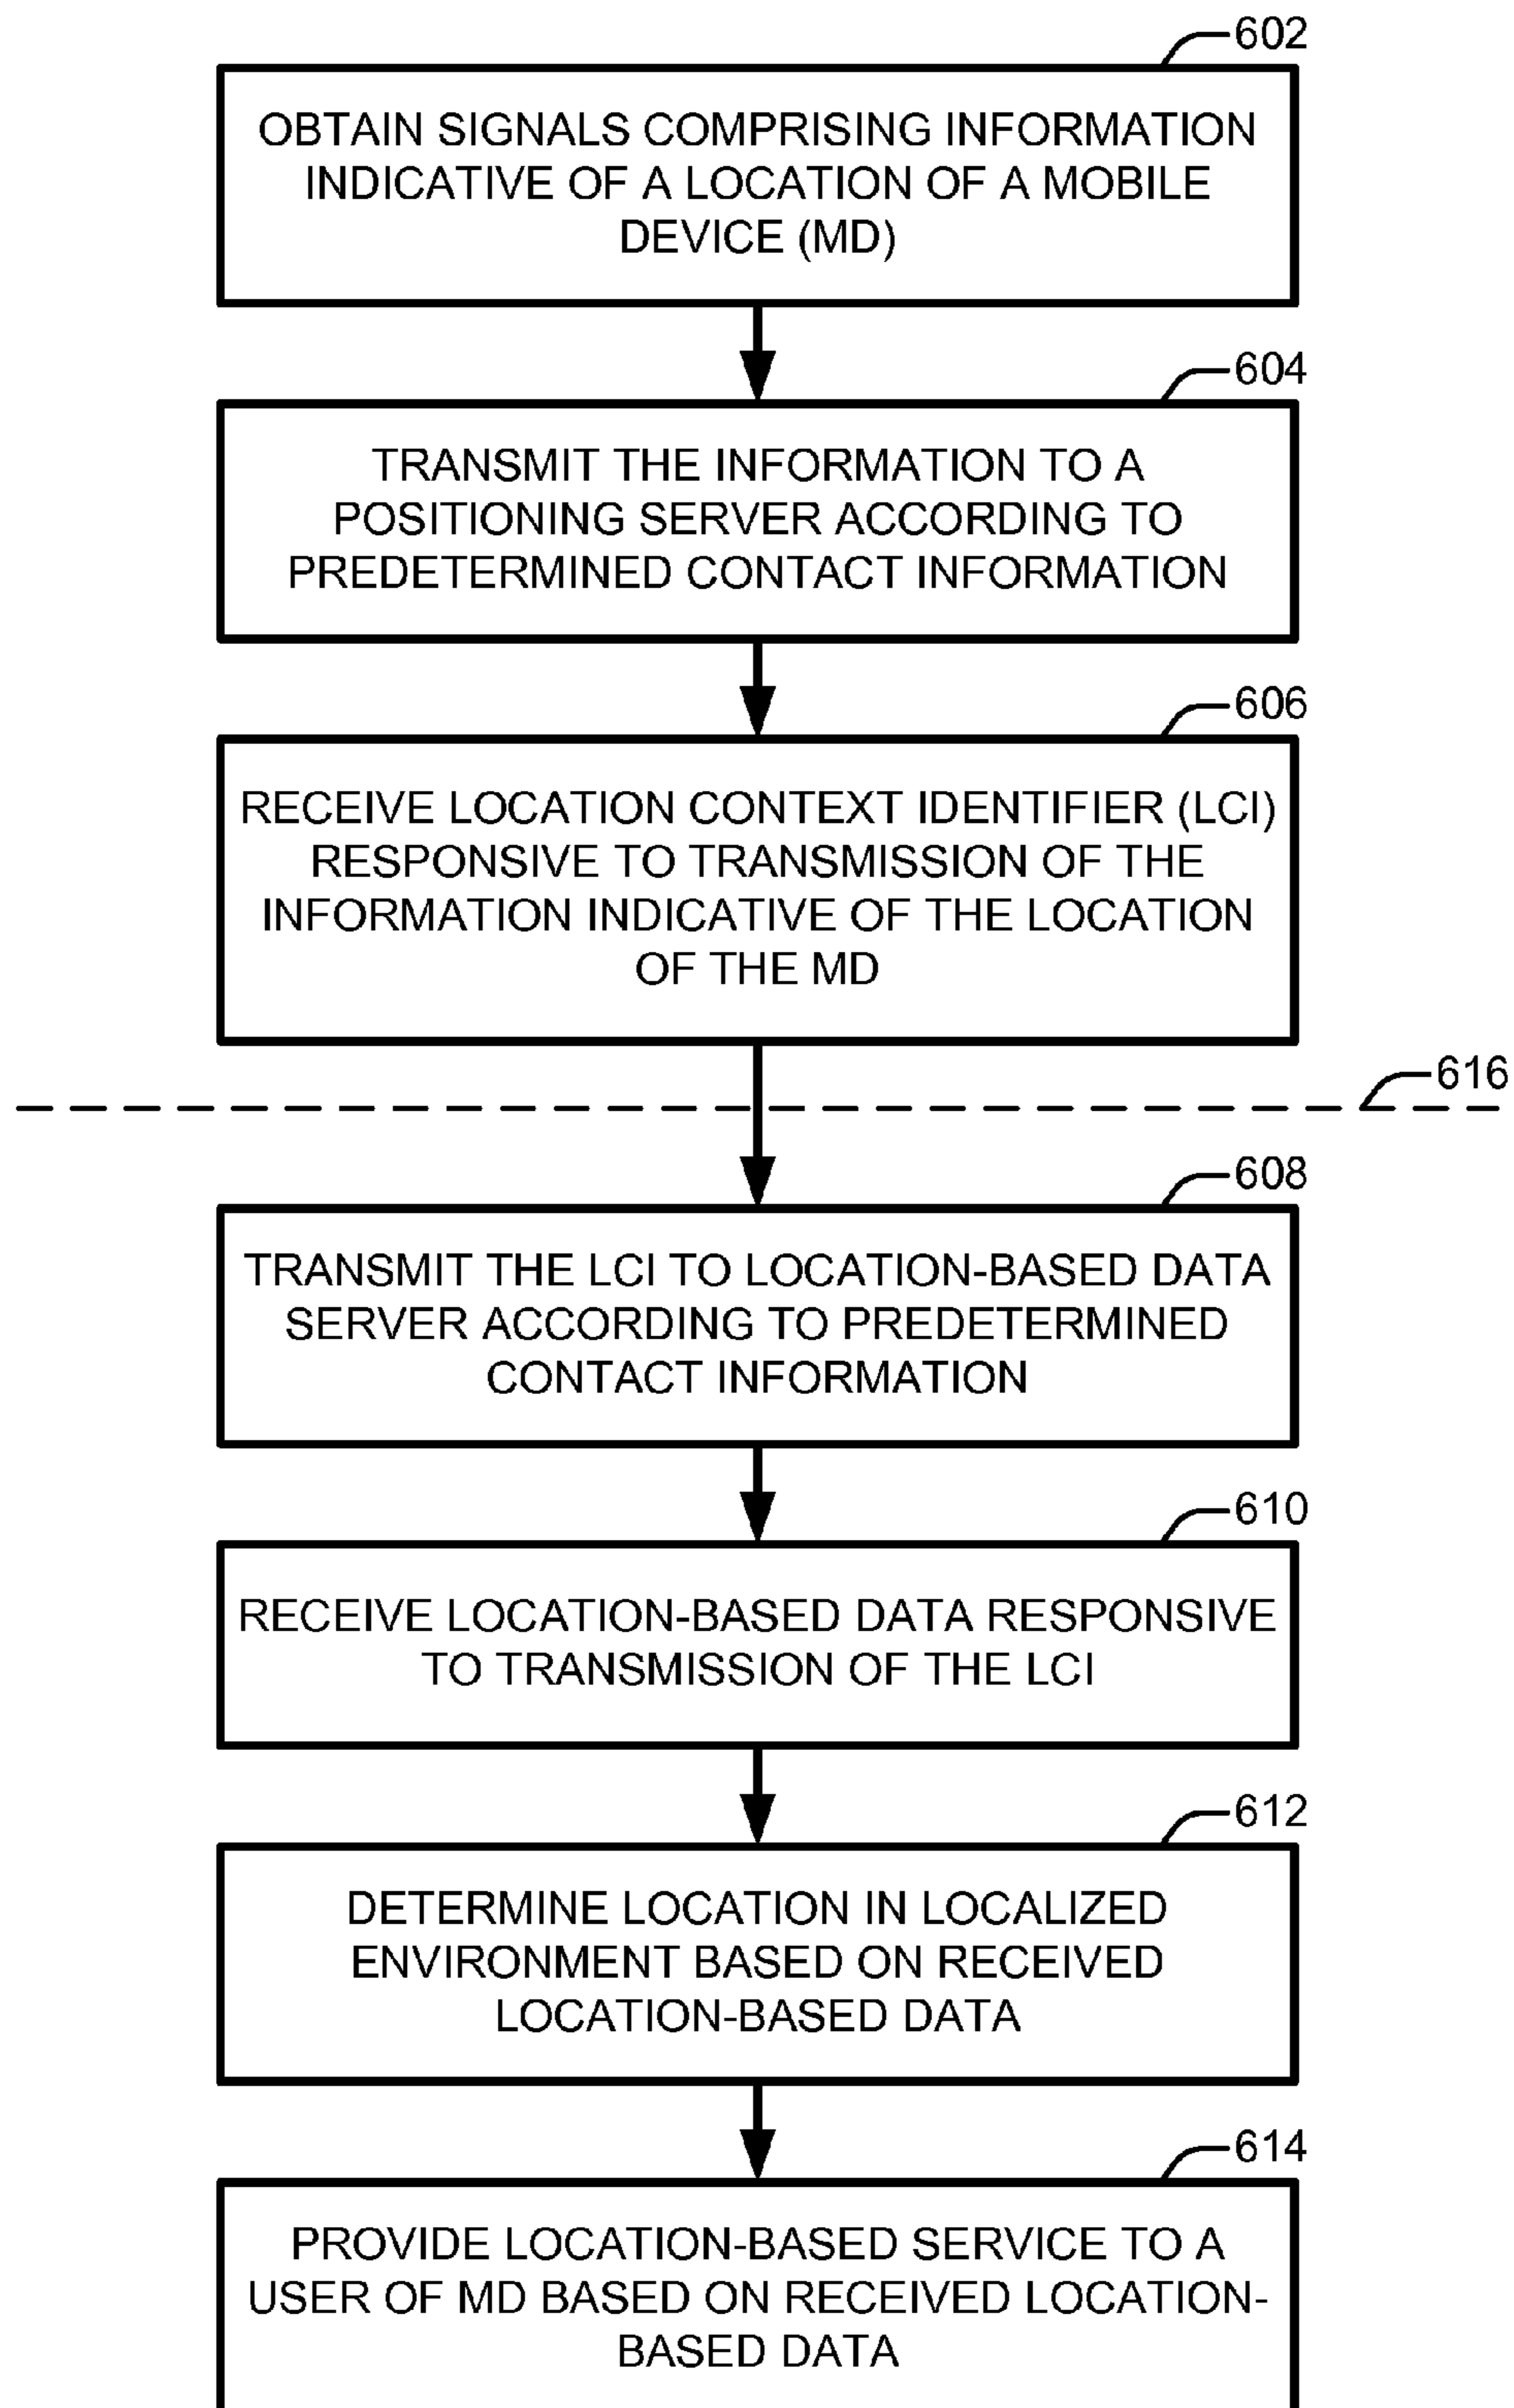 602
OBTAIN SIGNALS COMPRISING INFORMATION
INDICATIVE OF A LOCATION OF A MOBILE
DEVICE (MD)
604
TRANSMIT THE INFORMATION TO A
POSITIONING SERVER ACCORDING TO
PREDETERMINED CONTACT INFORMATION
606
RECEIVE LOCATION CONTEXT IDENTIFIER (LCI)
RESPONSIVE TO TRANSMISSION OF THE
INFORMATION INDICATIVE OF THE LOCATION
OF THE MD
616
608
TRANSMIT THE LCI TO LOCATION-BASED DATA
SERVER ACCORDING TO PREDETERMINED
CONTACT INFORMATION
610
RECEIVE LOCATION-BASED DATA RESPONSIVE
TO TRANSMISSION OF THE LCI
612
DETERMINE LOCATION IN LOCALIZED
ENVIRONMENT BASED ON RECEIVED
LOCATION-BASED DATA
614
PROVIDE LOCATION-BASED SERVICE TO A
USER OF MD BASED ON RECEIVED LOCATION-
BASED DATA